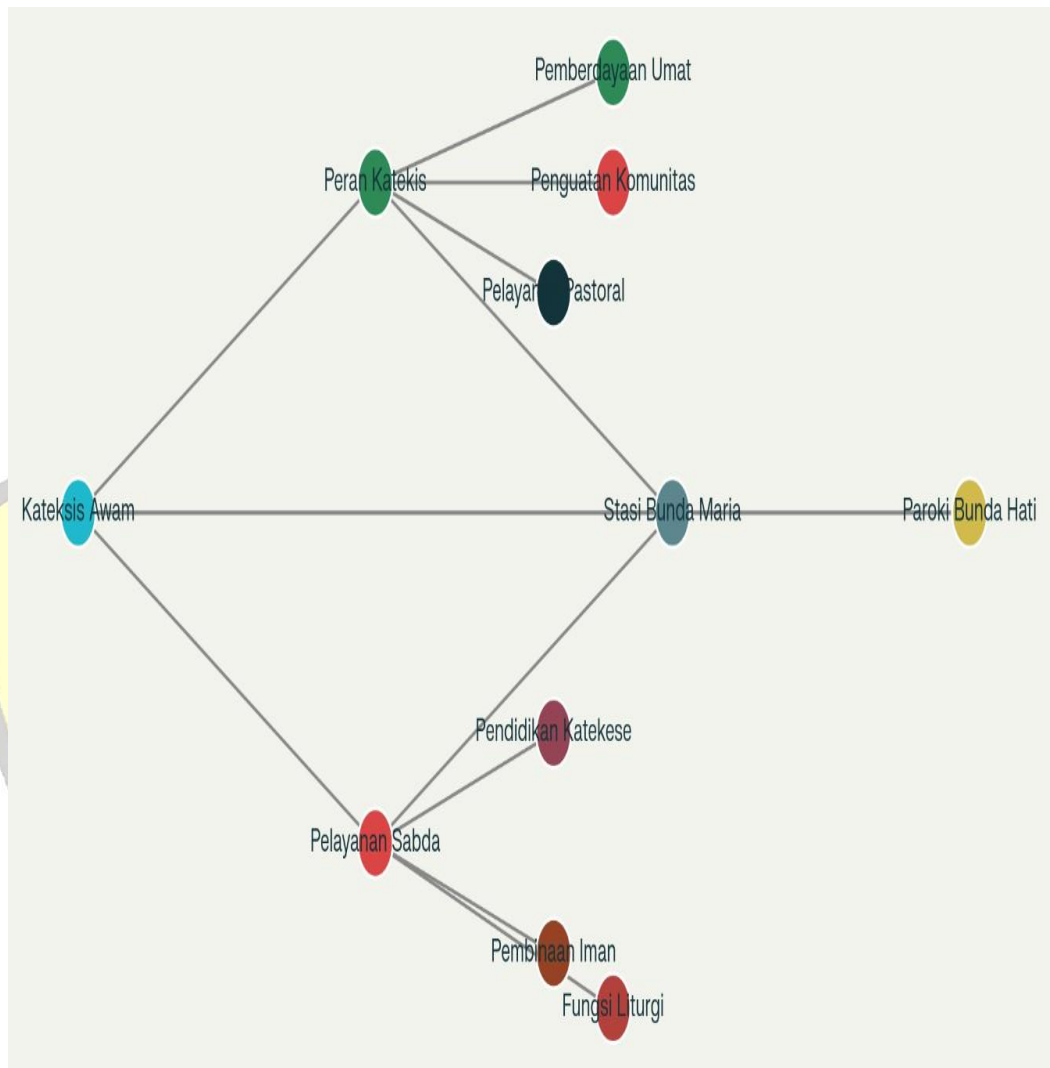 Pemberdayaan Umat
Peran Katekis
Penguatan Komunitas
Pelayanan Pastoral
Kateksis Awam
Stasi Bunda Maria
Paroki Bunda Hati
Pendidikan Katekese
Pelayanan Sabda
Pembinaan Iman
Fungsi Liturgi